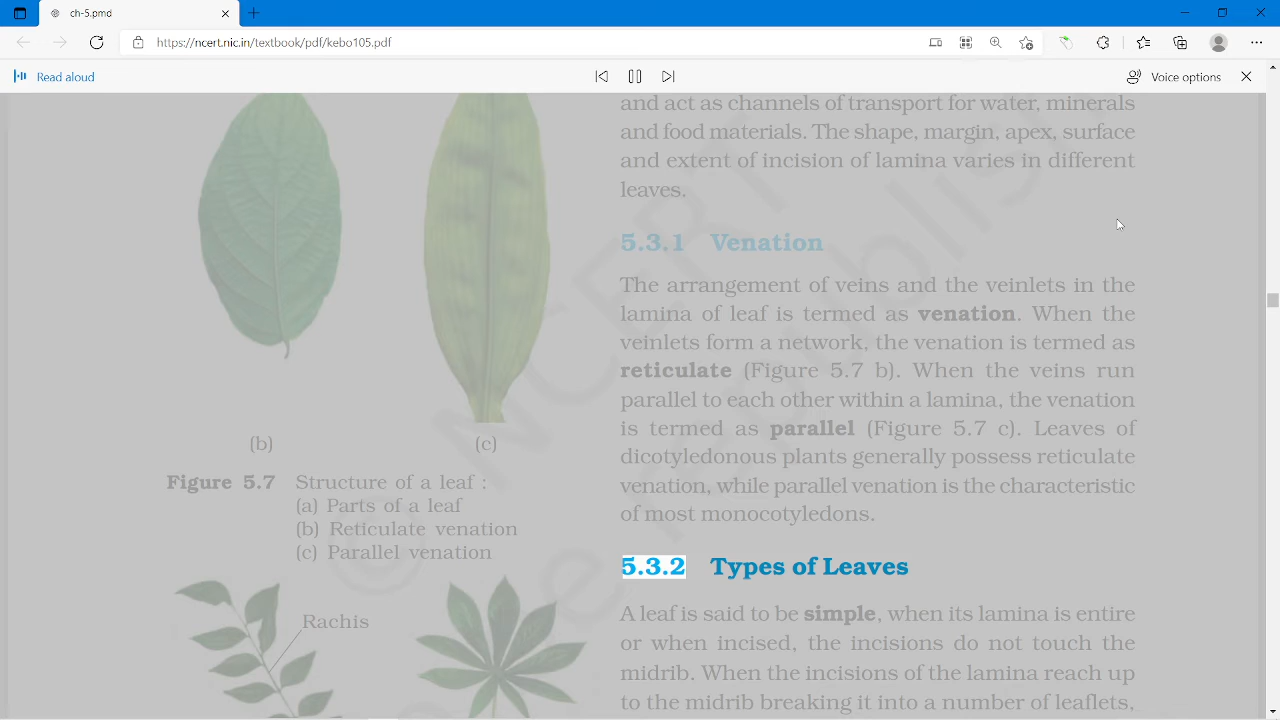 ch-5.pmd
https://ncert.nic.in/textbook/pdf/kebo105.pdf
Read aloud
Voice options
and act as channels of transport for water, minerals
and food materials. The shape, margin, apex, surface
and extent of incision of lamina varies in different
leaves.
5.3.1 Venation
The arrangement of veins and the veinlets in the
lamina of leaf is termed as venation. When the
veinlets form a network, the venation is termed as
reticulate (Figure 5.7 b). When the veins run
parallel to each other within a lamina, the venation
is termed as parallel (Figure 5.7 c). Leaves of
dicotyledonous plants generally possess reticulate
venation, while parallel venation is the characteristic
of most monocotyledons.
(b)
(c)
Figure 5.7 Structure of a leaf :
(a) Parts of a leaf
(b) Reticulate venation
(c) Parallel venation
Rachis
5.3.2 Types of Leaves
A leaf is said to be simple, when its lamina is entire
or when incised, the incisions do not touch the
midrib. When the incisions of the lamina reach up
to the midrib breaking it into a number of leaflets,
© NCERT
republish